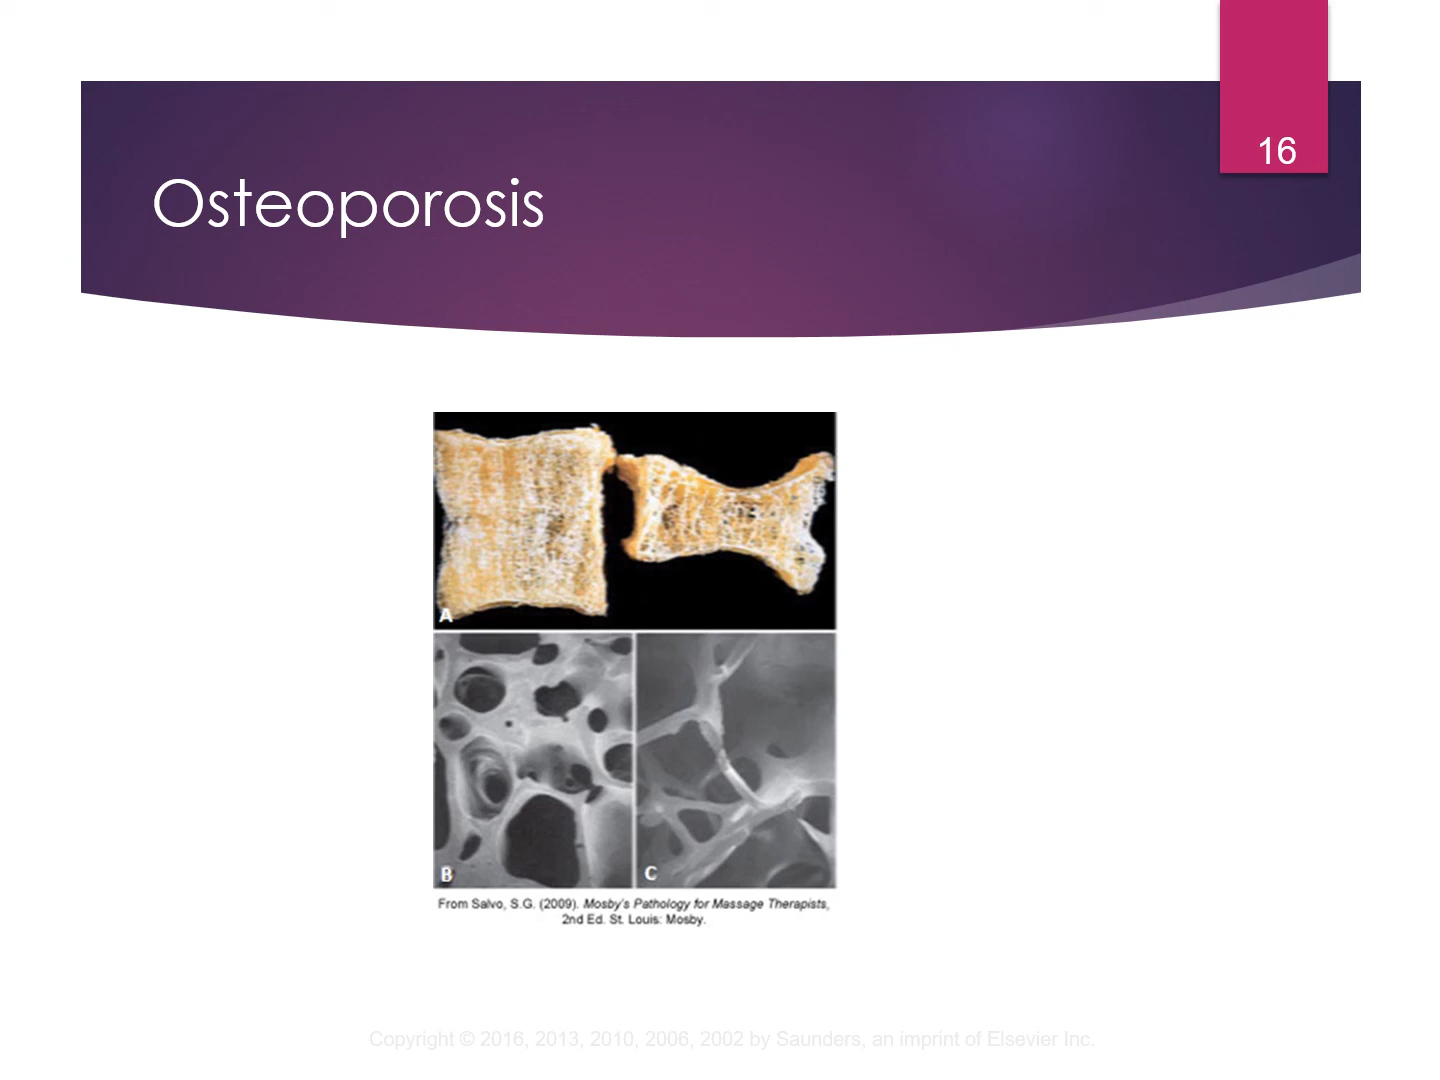 16
Osteoporosis
A
B
C
From Salvo, S.G. (2009). Mosby's Pathology for Massage Therapists,
2nd Ed. St. Louis: Mosby.
Copyright © 2016, 2013, 2010, 2006, 2002 by Saunders, an imprint of Elsevier Inc.